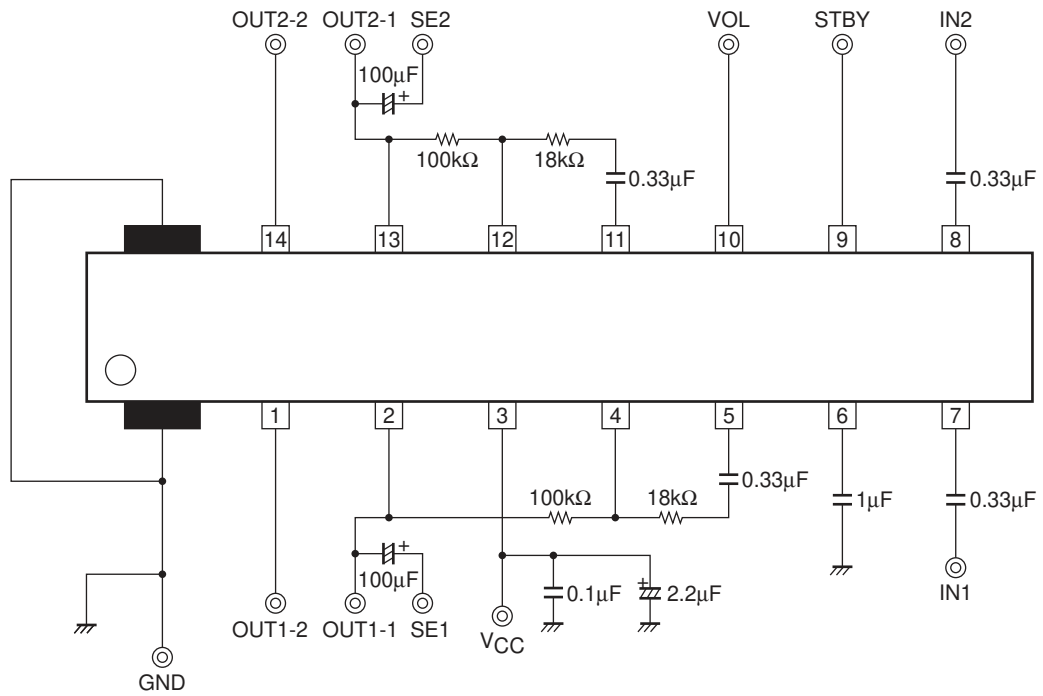 OUT2-2 OUT2-1 SE2 VOL STBY IN2
100μF
+
100kΩ 18kΩ
0.33μF 0.33μF
14 13 12 11 10 9 8
1 2 3 4 5 6 7
100kΩ 18kΩ 0.33μF 1μF 0.33μF
+
100μF
+
0.1μF 2.2μF
OUT1-2 OUT1-1 SE1 VCC IN1
GND